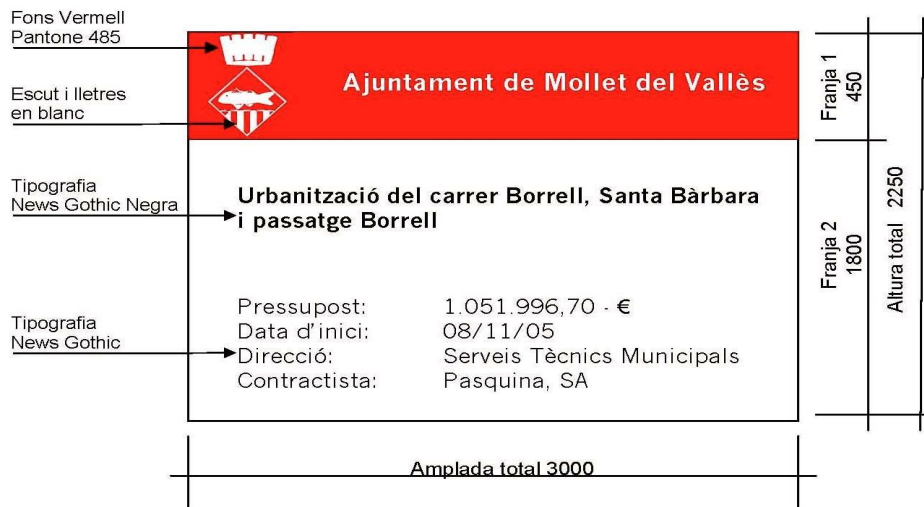 Fons Vermell
Pantone 485
Escut i lletres
en blanc
Tipografia
News Gothic Negra
Tipografia
News Gothic
Ajuntament de Mollet del Vallès
Urbanització del carrer Borrell, Santa Bàrbara
i passatge Borrell
Pressupost: 1.051.996,70 - €
Data d'inici: 08/11/05
Direcció: Serveis Tècnics Municipals
Contractista: Pasquina, SA
Franja 1
450
Franja 2
1800
Altura total 2250
Amplada total 3000